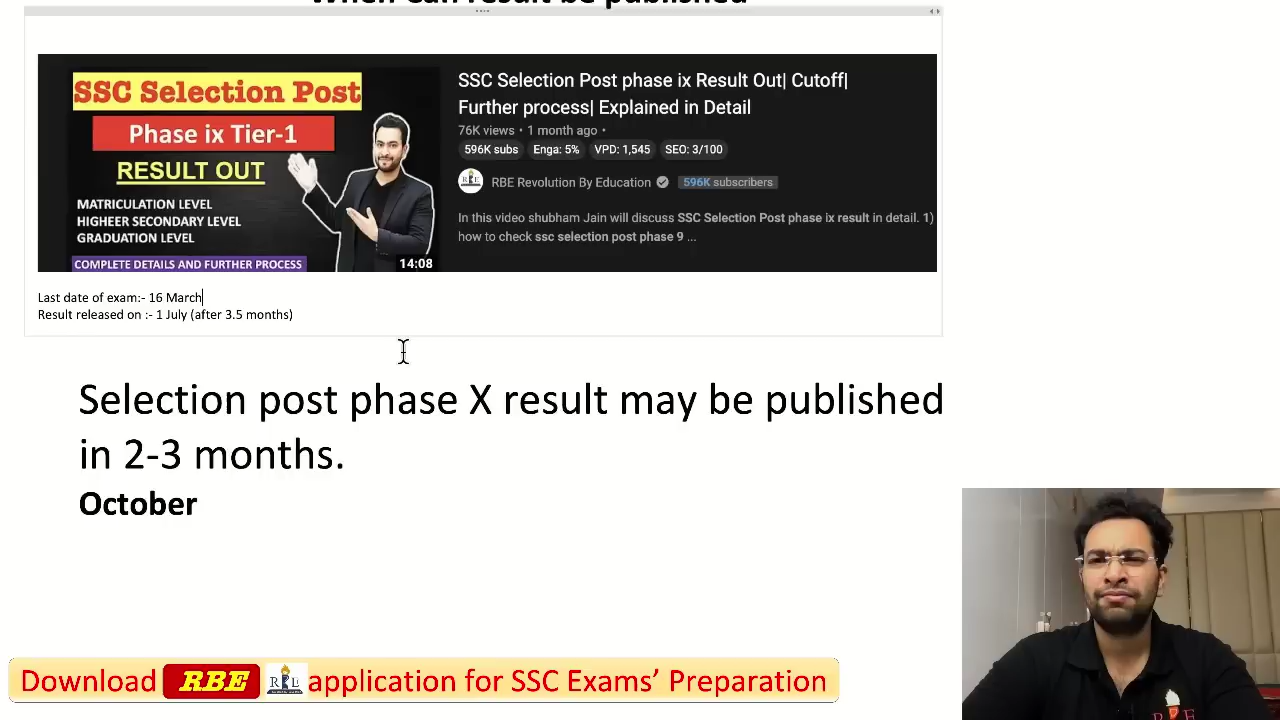 When Can result be published
SSC Selection Post
Phase ix Tier-1
RESULT OUT
MATRICULATION LEVEL
HIGHEER SECONDARY LEVEL
GRADUATION LEVEL
COMPLETE DETAILS AND FURTHER PROCESS
14:08
SSC Selection Post phase ix Result Out| Cutoff|
Further process| Explained in Detail
76K views • 1 month ago •
596K subs Enga: 5% VPD: 1,545 SEO: 3/100
RBE Revolution By Education 596K subscribers
In this video shubham Jain will discuss SSC Selection Post phase ix result in detail. 1)
how to check ssc selection post phase 9 ...
Last date of exam:- 16 March
Result released on :- 1 July (after 3.5 months)
Selection post phase X result may be published
in 2-3 months.
October
Download RBE RBE application for SSC Exams’ Preparation